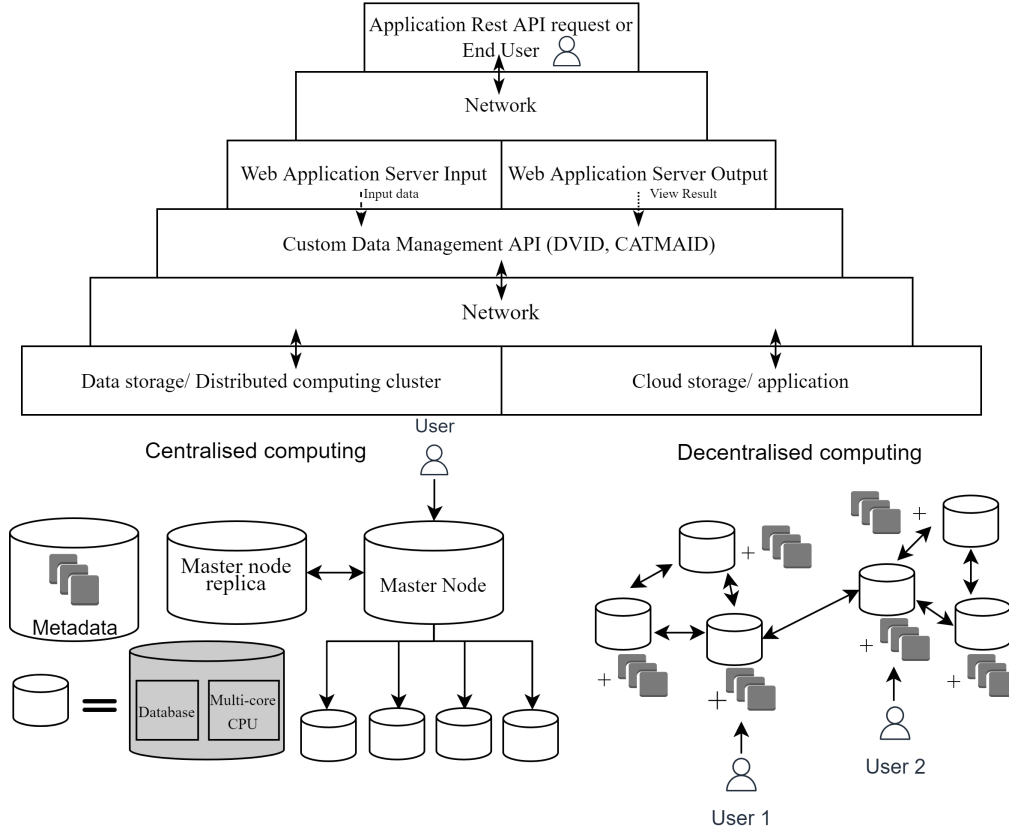 Application Rest API request or
End User
Network
Web Application Server Input
Web Application Server Output
Input data
View Result
Custom Data Management API (DVID, CATMAID)
Network
Data storage/ Distributed computing cluster
Cloud storage/ application
User
Centralised computing
Decentralised computing
Metadata
Master node
replica
Master Node
+
+
+
+
+
+
=
Database
Multi-core
CPU
User 1
User 2